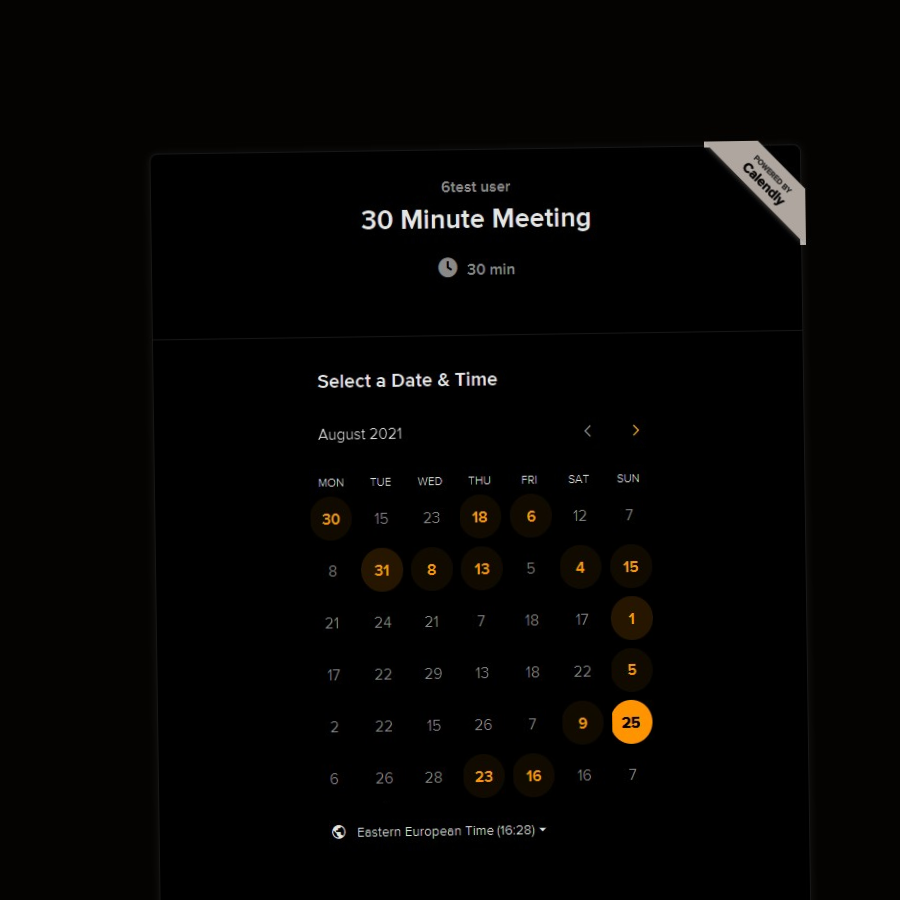 POWERED BY
Calendly
6test user
30 Minute Meeting
30 min
Select a Date & Time
August 2021
MON TUE WED THU FRI SAT SUN
30 15 23 18 6 12 7
8 31 8 13 5 4 15
21 24 21 7 18 17 1
17 22 29 13 18 22 5
2 22 15 26 7 9 25
6 26 28 23 16 16 7
Eastern European Time (16:28)